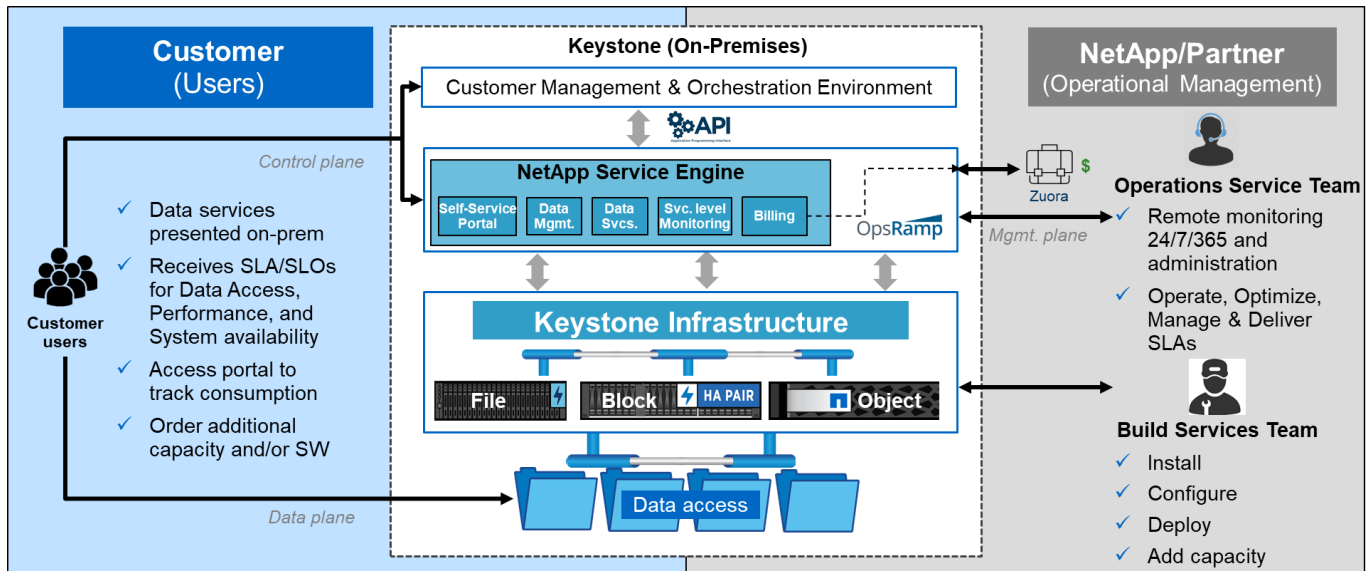 Customer
(Users)
Control plane
Customer
users
Data services
presented on-prem
Receives SLA/SLOs
for Data Access,
Performance, and
System availability
Access portal to
track consumption
Order additional
capacity and/or SW
Data plane
Keystone (On-Premises)
Customer Management & Orchestration Environment
API
Application Programming Interface
NetApp Service Engine
Self-Service
Portal
Data
Mgmt.
Data
Svcs.
Svc. level
Monitoring
Billing
OpsRamp
Keystone Infrastructure
File
Block
HA PAIR
Object
Data access
NetApp/Partner
(Operational Management)
$
Zuora
Mgmt. plane
Operations Service Team
Remote monitoring
24/7/365 and
administration
Operate, Optimize,
Manage & Deliver
SLAs
Build Services Team
Install
Configure
Deploy
Add capacity